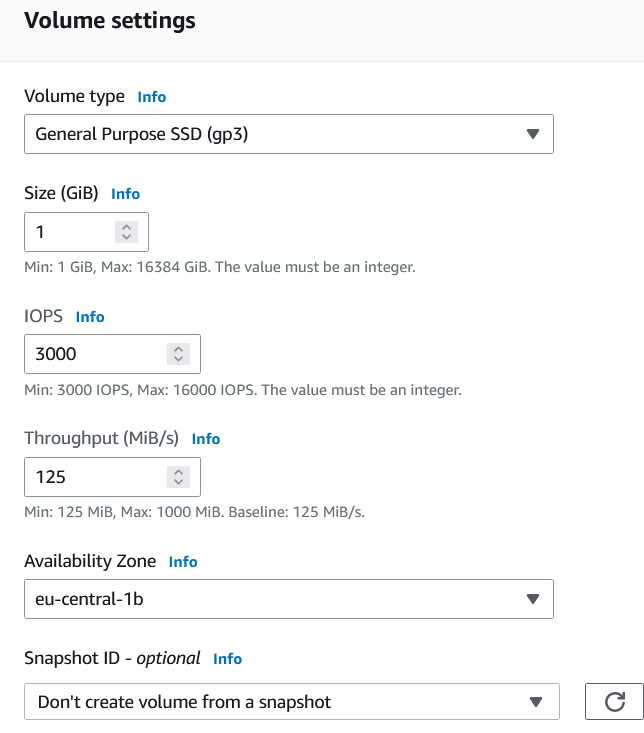 Volume settings
Volume type Info
General Purpose SSD (gp3)
Size (GiB) Info
1
Min: 1 GiB, Max: 16384 GiB. The value must be an integer.
IOPS Info
3000
Min: 3000 IOPS, Max: 16000 IOPS. The value must be an integer.
Throughput (MiB/s) Info
125
Min: 125 MiB, Max: 1000 MiB. Baseline: 125 MiB/s.
Availability Zone Info
eu-central-1b
Snapshot ID - optional Info
Don't create volume from a snapshot